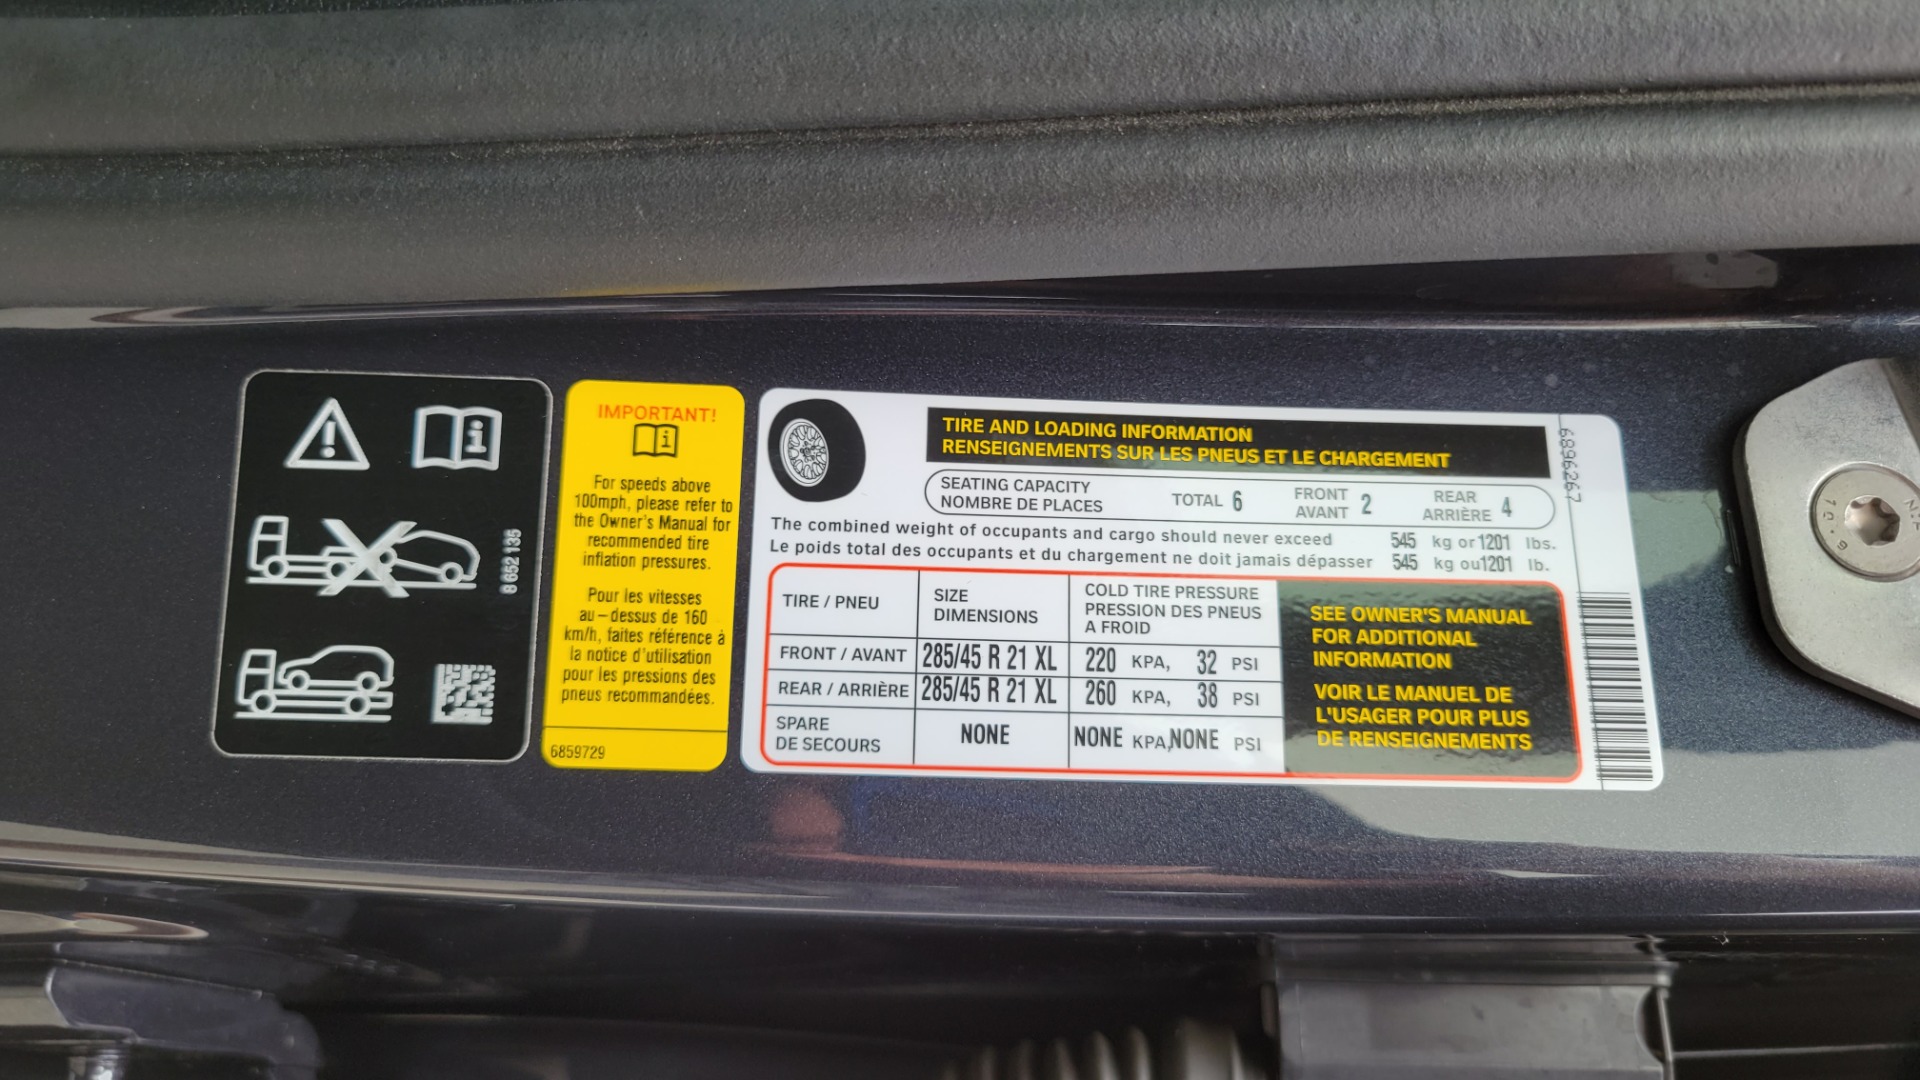 8 652 135
IMPORTANT!
For speeds above
100mph, please refer to
the Owner's Manual for
recommended tire
inflation pressures.
Pour les vitesses
au–dessus de 160
km/h, faites référence à
la notice d'utilisation
pour les pressions des
pneus recommandées.
6859729
TIRE AND LOADING INFORMATION
RENSEIGNEMENTS SUR LES PNEUS ET LE CHARGEMENT
SEATING CAPACITY
NOMBRE DE PLACES
TOTAL 6
FRONT
AVANT 2
REAR
ARRIÈRE 4
The combined weight of occupants and cargo should never exceed 545 kg or 1201 lbs.
Le poids total des occupants et du chargement ne doit jamais dépasser 545 kg ou 1201 lb.
TIRE / PNEU
SIZE
DIMENSIONS
COLD TIRE PRESSURE
PRESSION DES PNEUS
A FROID
FRONT / AVANT 285/45 R 21 XL 220 KPA, 32 PSI
REAR / ARRIÈRE 285/45 R 21 XL 260 KPA, 38 PSI
SPARE
DE SECOURS NONE NONE KPA, NONE PSI
SEE OWNER'S MANUAL
FOR ADDITIONAL
INFORMATION
VOIR LE MANUEL DE
L'USAGER POUR PLUS
DE RENSEIGNEMENTS
6896267